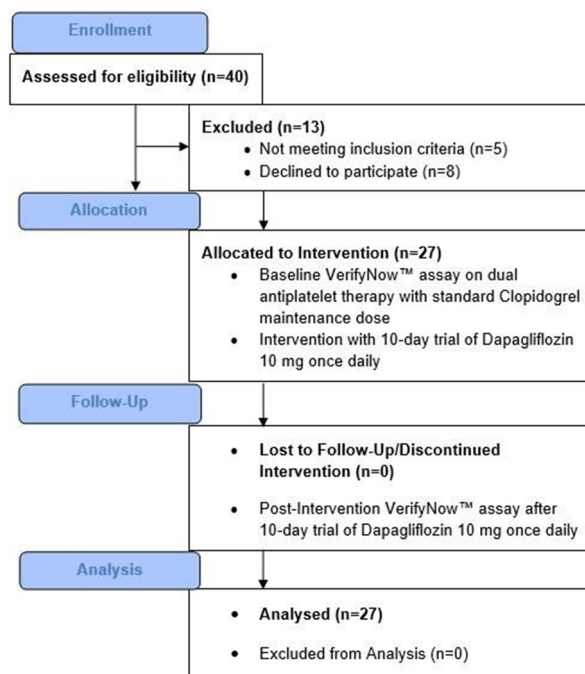 Enrollment
Assessed for eligibility (n=40)
Excluded (n=13)
• Not meeting inclusion criteria (n=5)
• Declined to participate (n=8)
Allocation
Allocated to Intervention (n=27)
• Baseline VerifyNow™ assay on dual
antiplatelet therapy with standard Clopidogrel
maintenance dose
• Intervention with 10-day trial of Dapagliflozin
10 mg once daily
Follow-Up
• Lost to Follow-Up/Discontinued
Intervention (n=0)
• Post-Intervention VerifyNow™ assay after
10-day trial of Dapagliflozin 10 mg once daily
Analysis
• Analysed (n=27)
• Excluded from Analysis (n=0)